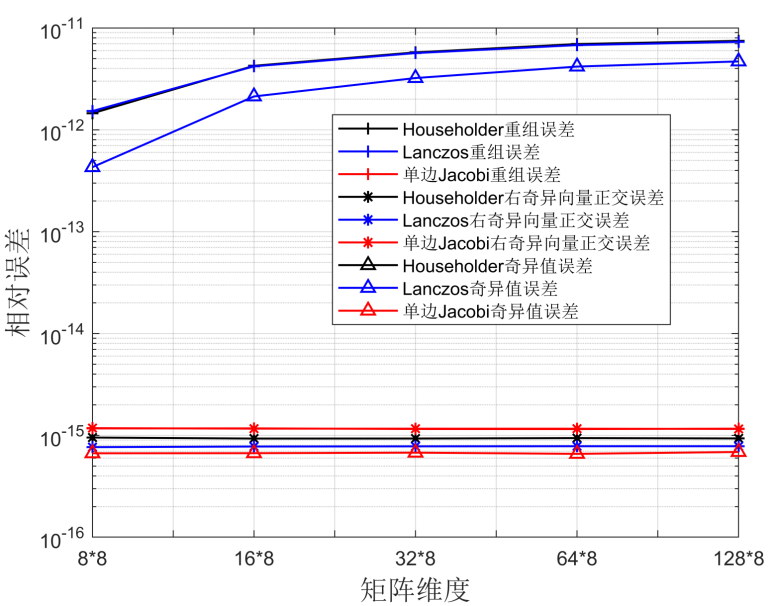 10^-11
10^-12
10^-13
10^-14
10^-15
10^-16
相对误差
Householder重组误差
Lanczos重组误差
单边Jacobi重组误差
Householder右奇异向量正交误差
Lanczos右奇异向量正交误差
单边Jacobi右奇异向量正交误差
Householder奇异值误差
Lanczos奇异值误差
单边Jacobi奇异值误差
8*8
16*8
32*8
64*8
128*8
矩阵维度